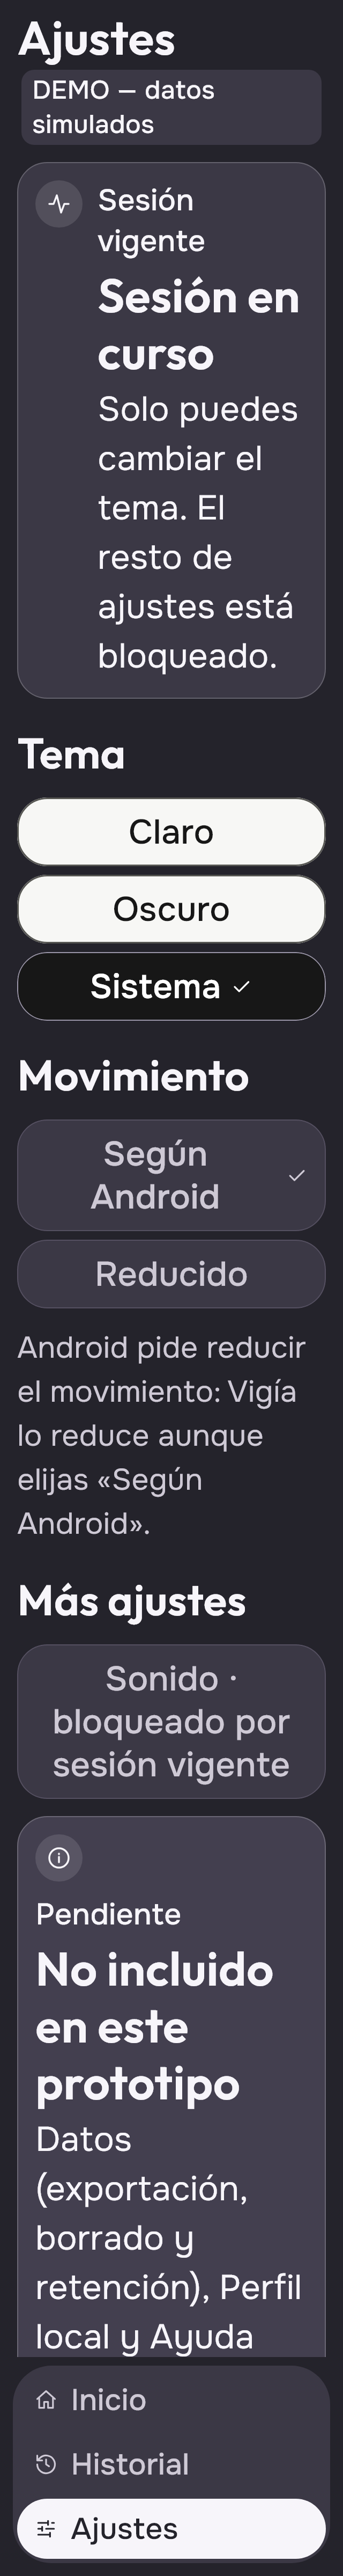 Ajustes
DEMO — datos
simulados
Sesión
vigente
Sesión en
curso
Solo puedes
cambiar el
tema. El
resto de
ajustes está
bloqueado.
Tema
Claro
Oscuro
Sistema
Movimiento
Según
Android
Reducido
Android pide reducir
el movimiento: Vigía
lo reduce aunque
elijas «Según
Android».
Más ajustes
Sonido ·
bloqueado por
sesión vigente
Pendiente
No incluido
en este
prototipo
Datos
(exportación,
borrado y
retención), Perfil
local y Ayuda
Inicio
Historial
Ajustes